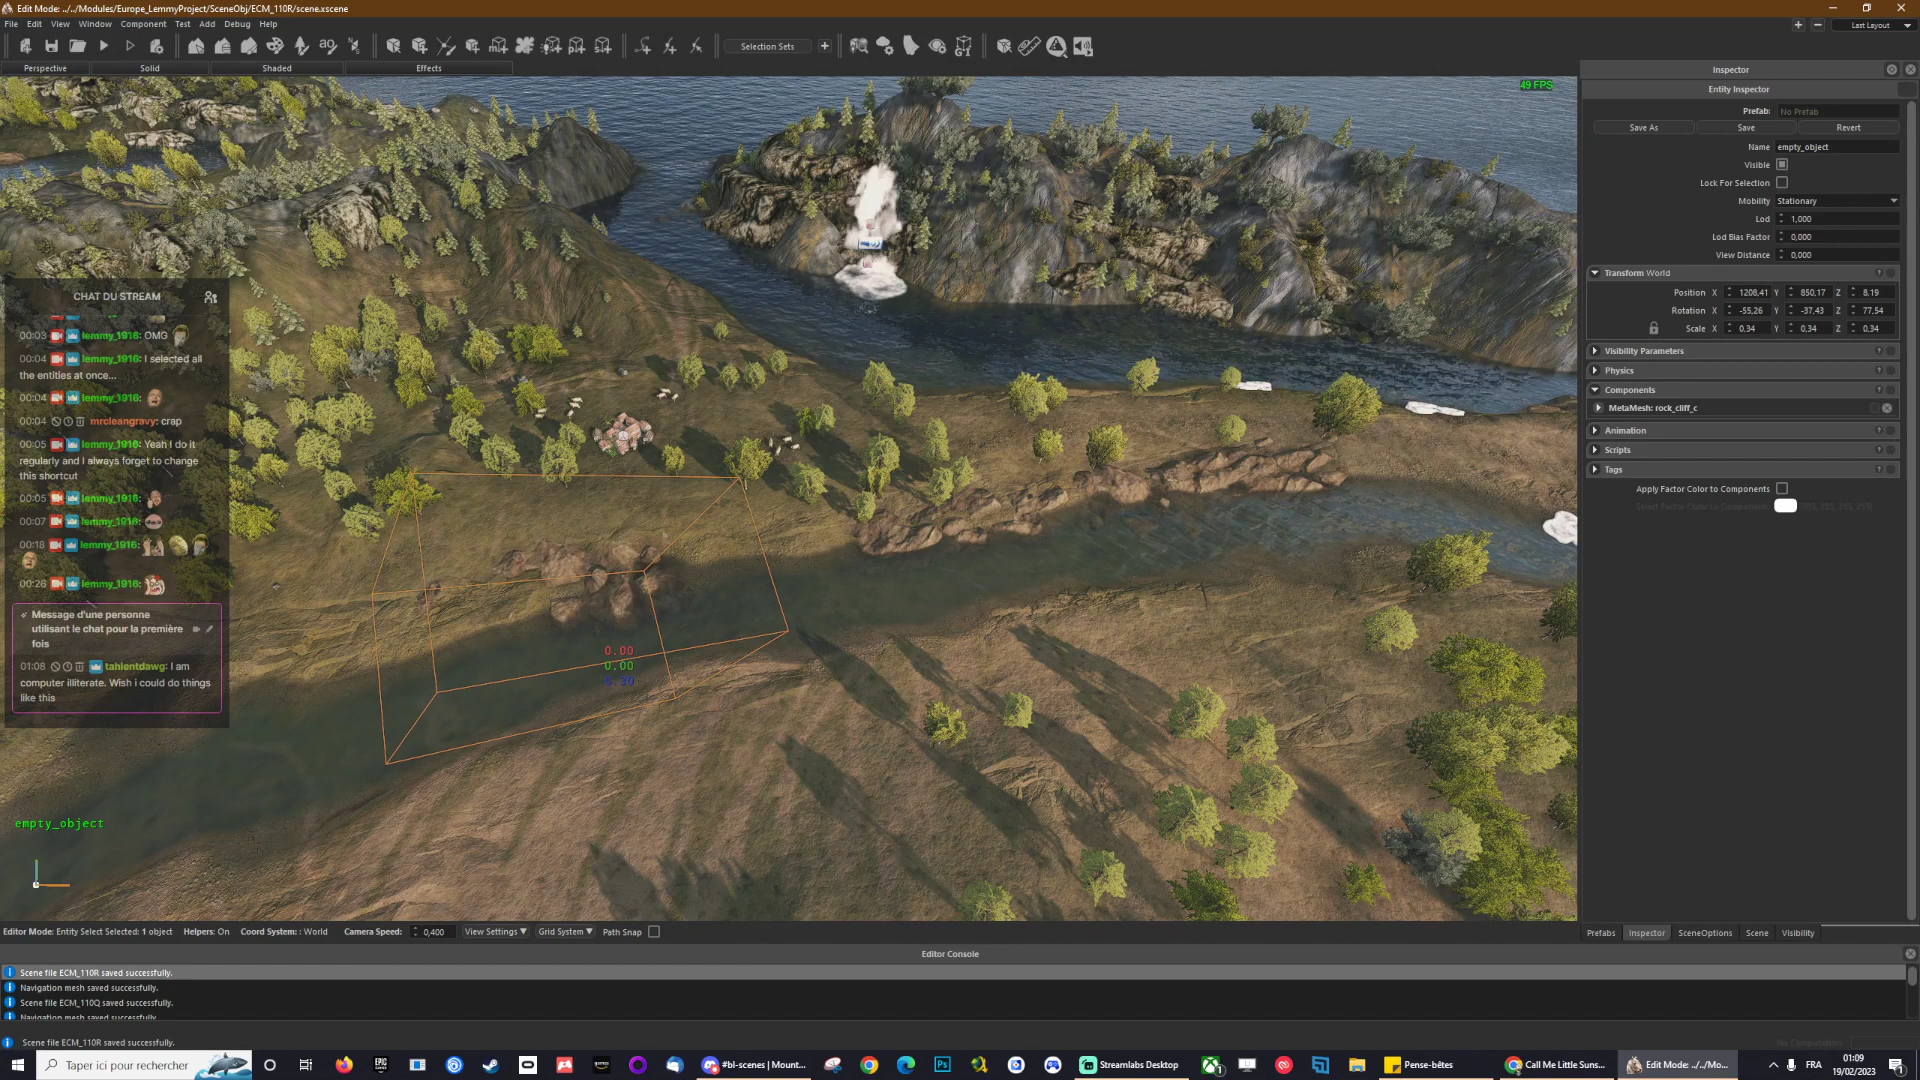 Edit Mode: ../../Modules/Europe_LemmyProject/SceneObj/ECM_110R/scene.xscene
File Edit View Window Component Test Add Debug Help
Last Layout
Selection Sets
Perspective Solid Shaded Effects
49 FPS
Inspector
Entity Inspector
Prefab: No Prefab
Save As Save Revert
Name empty_object
Visible
Lock For Selection
Mobility Stationary
Lod 1,000
Lod Bias Factor 0,000
View Distance 0,000
Transform World
Position X 1208,41 Y 850,17 Z 8,19
Rotation X -55,26 Y -37,43 Z 77,54
Scale X 0,34 Y 0,34 Z 0,34
Visibility Parameters
Physics
Components
MetaMesh: rock_cliff_c
Animation
Scripts
Tags
Apply Factor Color to Components
Select Factor Color to Components
CHAT DU STREAM
00:03 lemmy_1916: OMG
00:04 lemmy_1916: I selected all
the entities at once...
00:04 lemmy_1916:
00:04 mrcleangravy: crap
00:05 lemmy_1916: Yeah I do it
regularly and I always forget to change
this shortcut
00:05 lemmy_1916:
00:07 lemmy_1916:
00:18 lemmy_1916:
00:26 lemmy_1916:
Message d'une personne
utilisant le chat pour la première
fois
01:08 tahlentdawg: I am
computer illiterate. Wish i could do things
like this
0.00
0.00
empty_object
Editor Mode: Entity Select Selected: 1 object Helpers: On Coord System: : World Camera Speed: 0,400 View Settings Grid System Path Snap
Prefabs Inspector SceneOptions Scene Visibility
Editor Console
Scene file ECM_110R saved successfully.
Navigation mesh saved successfully.
Scene file ECM_110Q saved successfully.
Navigation mesh saved successfully.
Scene file ECM_110R saved successfully.
No Computation
Taper ici pour rechercher
#bl-scenes | Mount...
Streamlabs Desktop
Pense-bêtes
Call Me Little Suns...
Edit Mode: ../../Mo...
FRA
01:09
19/02/2023